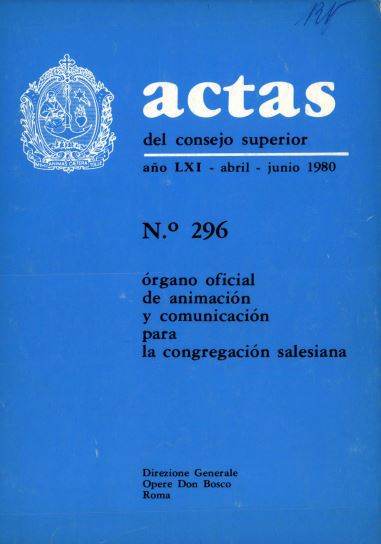 actas
del consejo superior
año LXI - abril - junio 1980
N.º 296
órgano oficial
de animación
y comunicación
para
la congregación salesiana
Direzione Generale
Opere Don Bosco
Roma